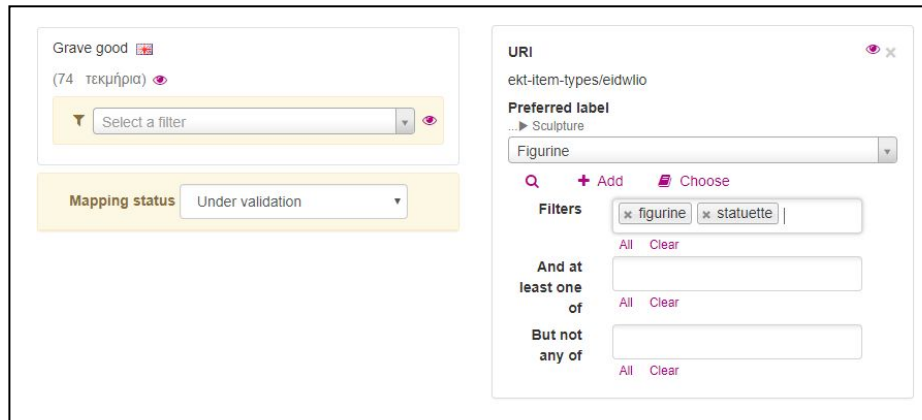 Grave good
(74 τεκμήρια)
Select a filter
Mapping status Under validation
URI
ekt-item-types/eidwlio
Preferred label
...▶ Sculpture
Figurine
+ Add Choose
Filters × figurine × statuette
All Clear
And at
least one
of
All Clear
But not
any of
All Clear